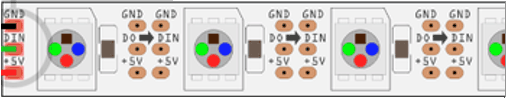 GND GND GND GND GND GND GND
DIN DO DIN DO DIN DO DIN
+5V +5V +5V +5V +5V +5V +5V